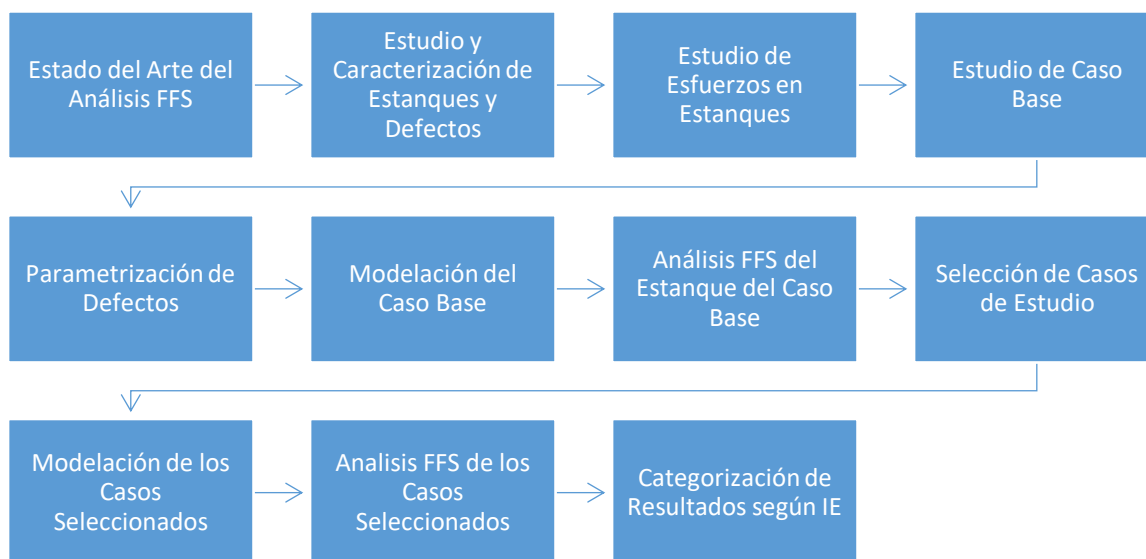 Estado del Arte del
Análisis FFS
Estudio y
Caracterización de
Estanques y
Defectos
Estudio de
Esfuerzos en
Estanques
Estudio de Caso
Base
Parametrización de
Defectos
Modelación del
Caso Base
Análisis FFS del
Estanque del Caso
Base
Selección de Casos
de Estudio
Modelación de los
Casos
Seleccionados
Analisis FFS de los
Casos
Seleccionados
Categorización de
Resultados según IE